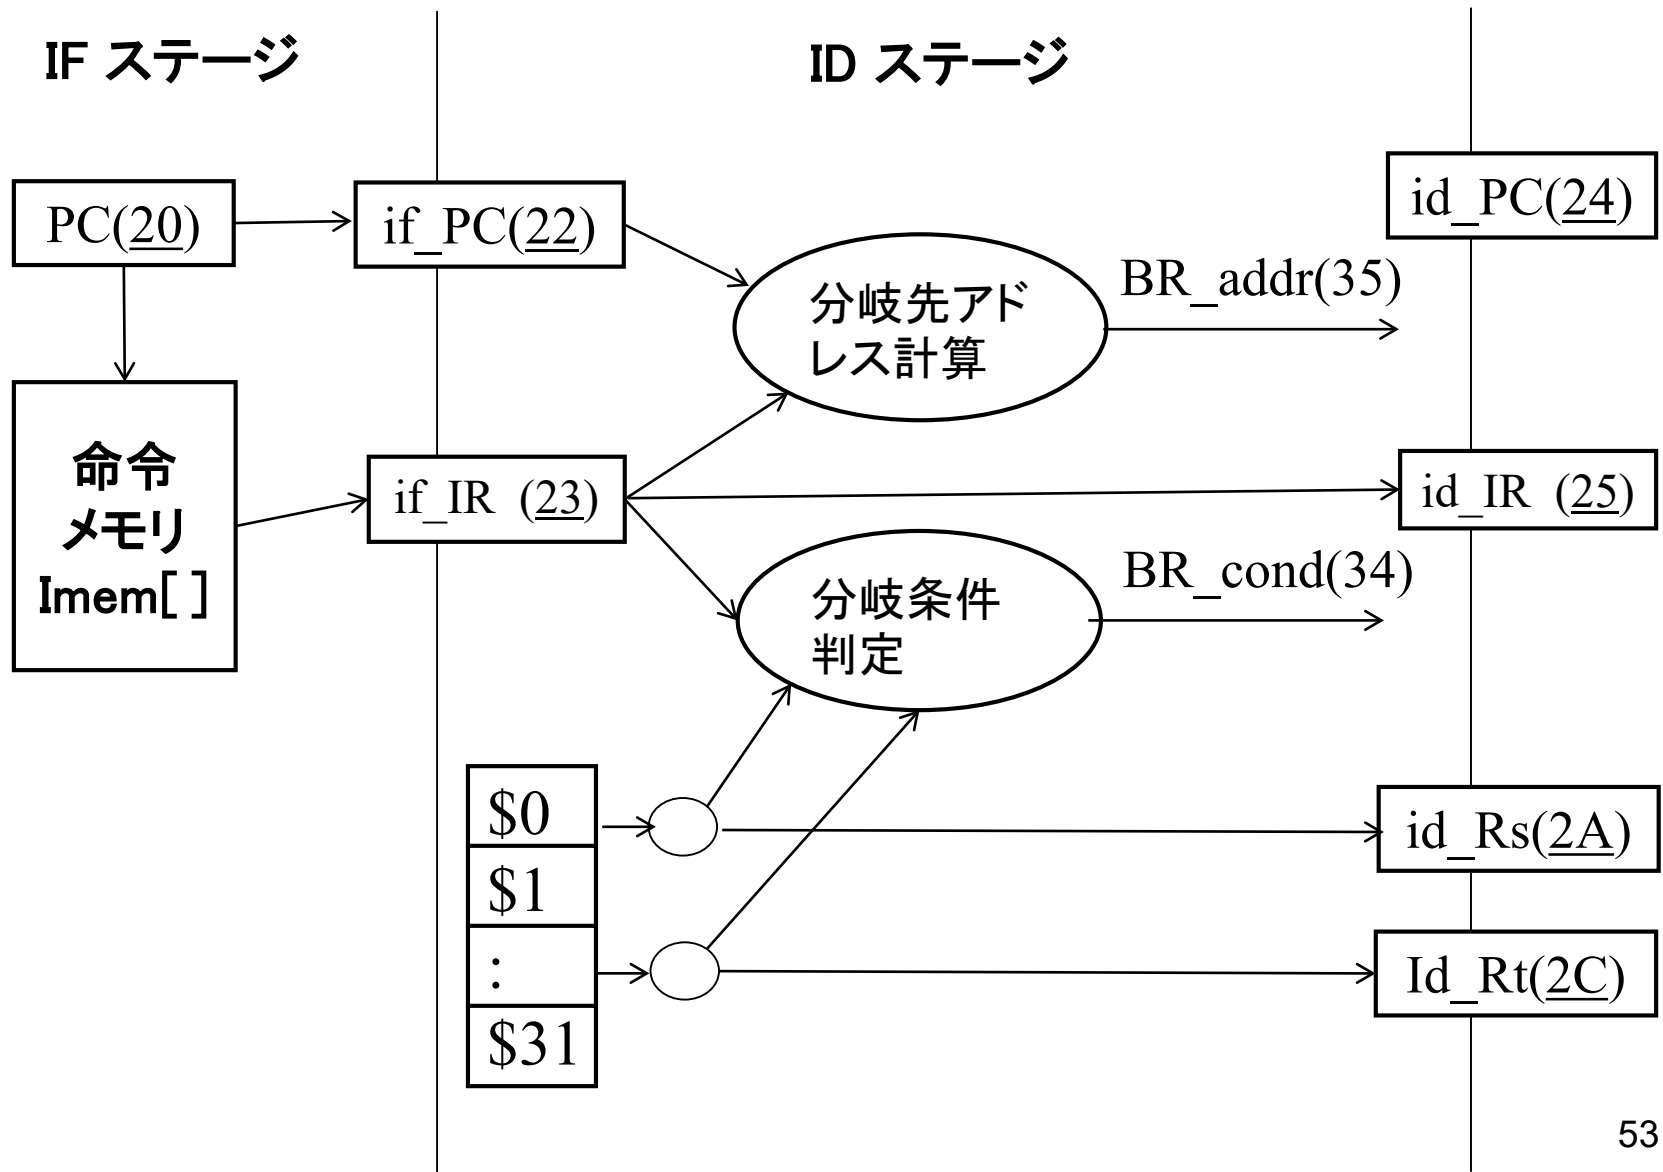 IF ステージ
ID ステージ
PC(20)
if_PC(22)
id_PC(24)
分岐先アド
レス計算
BR_addr(35)
命令
メモリ
Imem[ ]
if_IR (23)
id_IR (25)
分岐条件
判定
BR_cond(34)
$0
$1
:
$31
id_Rs(2A)
Id_Rt(2C)
53